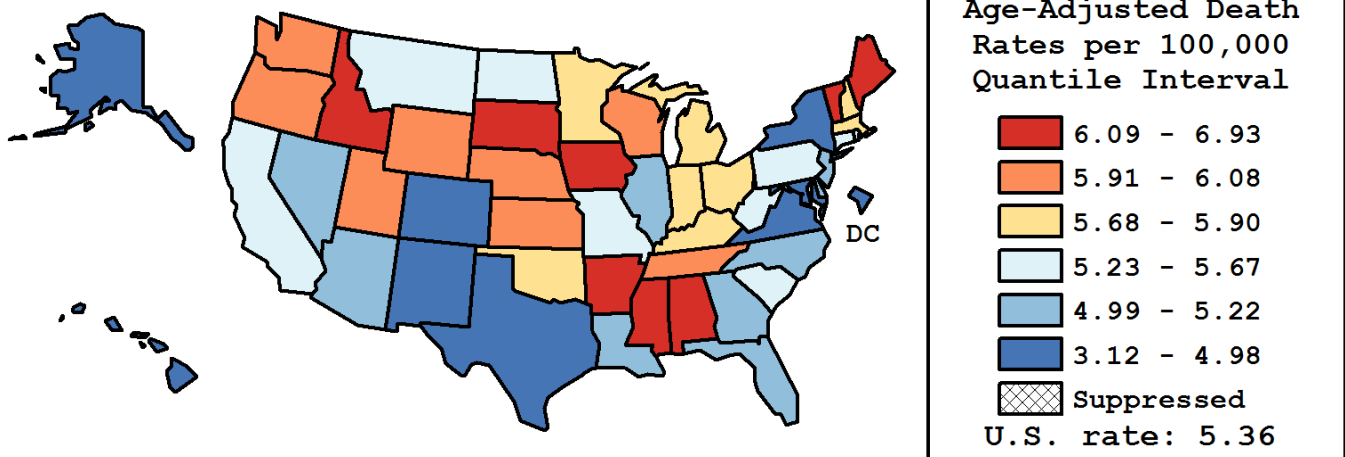 Age-Adjusted Death
Rates per 100,000
Quantile Interval
6.09 - 6.93
5.91 - 6.08
5.68 - 5.90
5.23 - 5.67
DC
4.99 - 5.22
3.12 - 4.98
Suppressed
U.S. rate: 5.36